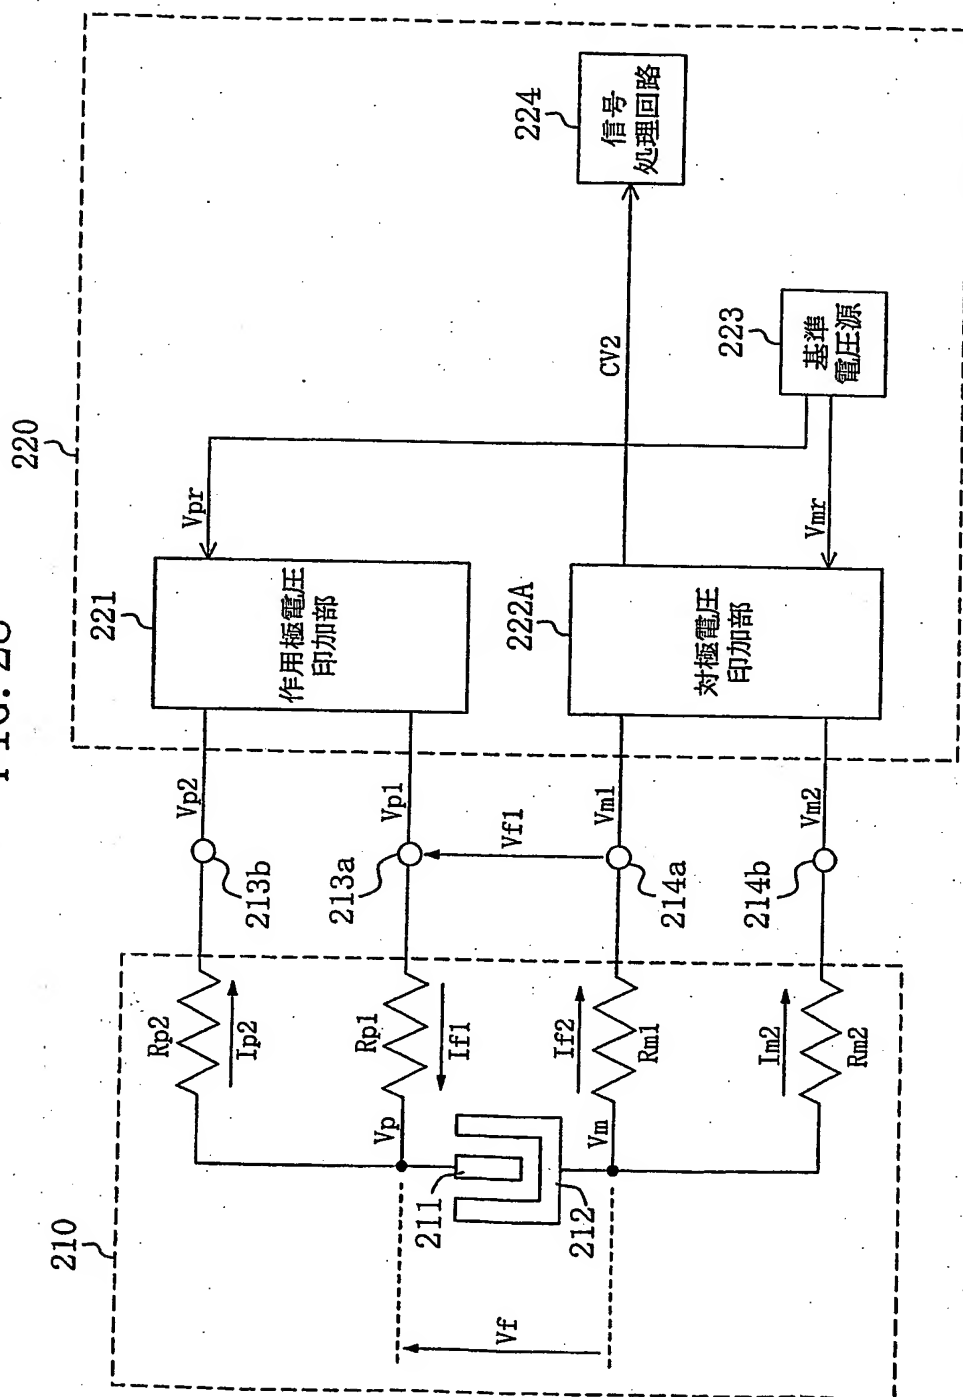 220
224
信号
処理回路
CV2
223
基準
電圧源
Vpr
Vmr
221
作用極電圧
印加部
222A
対極電圧
印加部
Vp2
Vp1
Vm1
Vm2
Vf1
213b
213a
214a
214b
210
Rp2
Ip2
Rp1
If1
If2
Rm1
Im2
Rm2
Vp
Vm
211
212
Vf